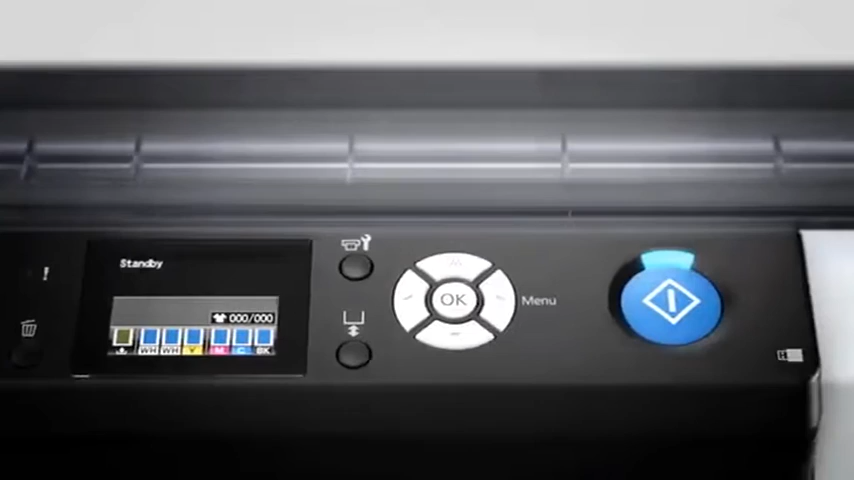 Standby
000/000
WH WH Y M C BK
OK
Menu